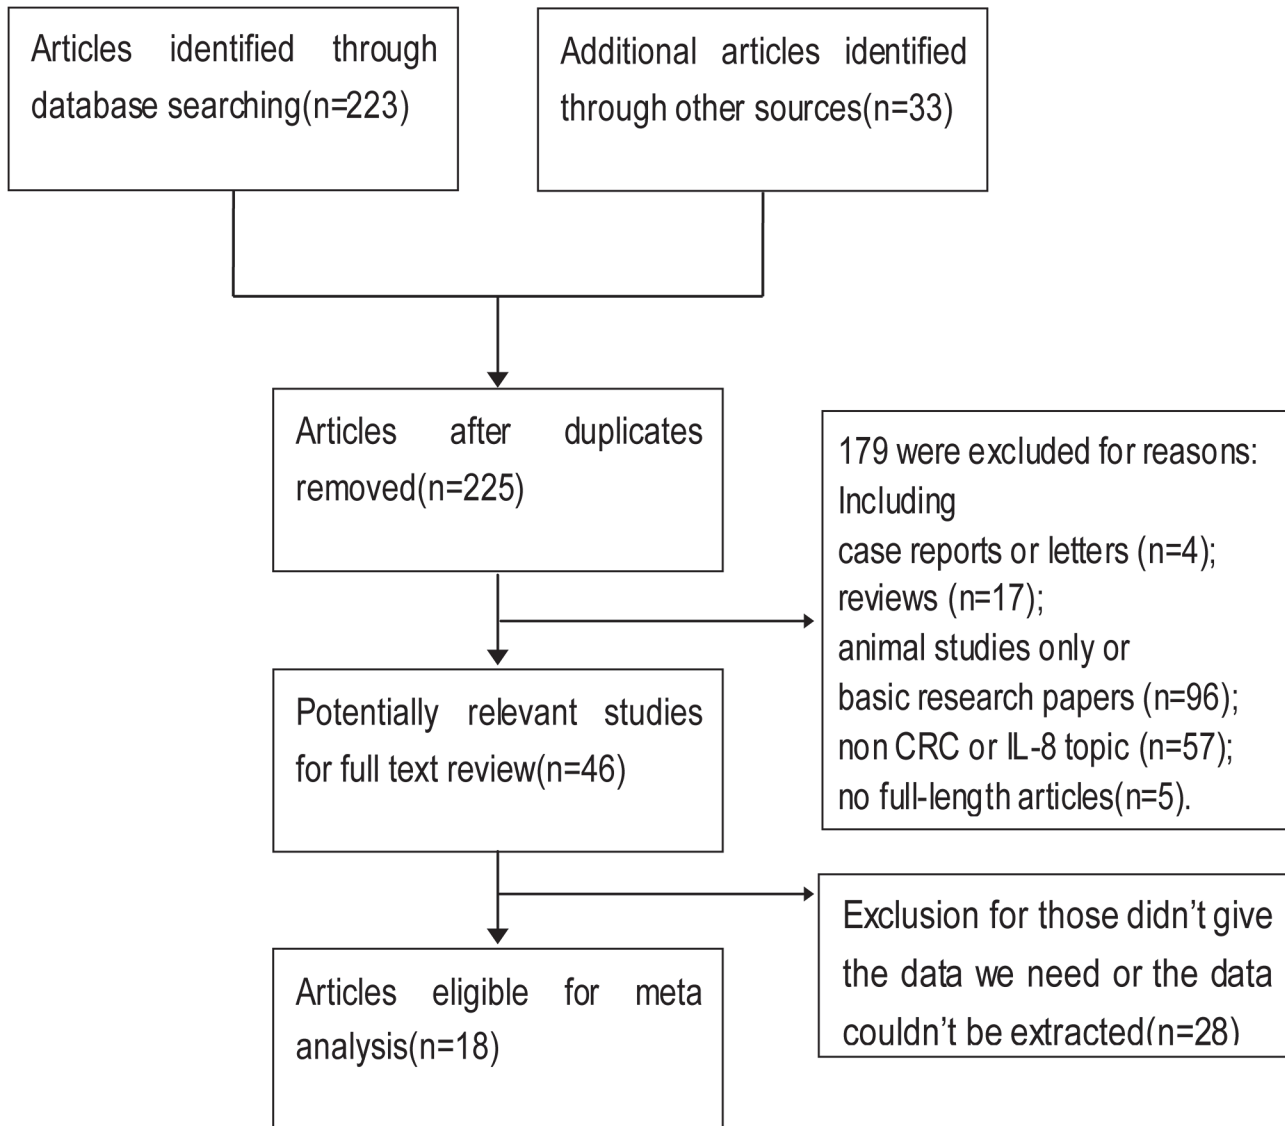 Articles identified through
database searching(n=223)
Additional articles identified
through other sources(n=33)
Articles after duplicates
removed(n=225)
179 were excluded for reasons:
Including
case reports or letters (n=4);
reviews (n=17);
animal studies only or
basic research papers (n=96);
non CRC or IL-8 topic (n=57);
no full-length articles(n=5).
Potentially relevant studies
for full text review(n=46)
Exclusion for those didn’t give
the data we need or the data
couldn’t be extracted(n=28)
Articles eligible for meta
analysis(n=18)